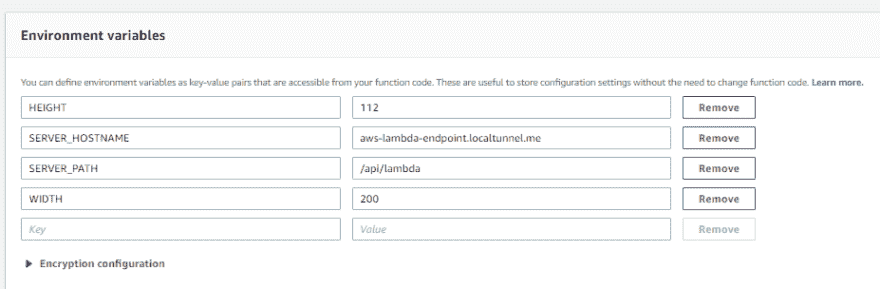 Environment variables
You can define environment variables as key-value pairs that are accessible from your function code. These are useful to store configuration settings without the need to change function code. Learn more.
HEIGHT 112 Remove
SERVER_HOSTNAME aws-lambda-endpoint.localtunnel.me Remove
SERVER_PATH /api/lambda Remove
WIDTH 200 Remove
Key Value Remove
Encryption configuration